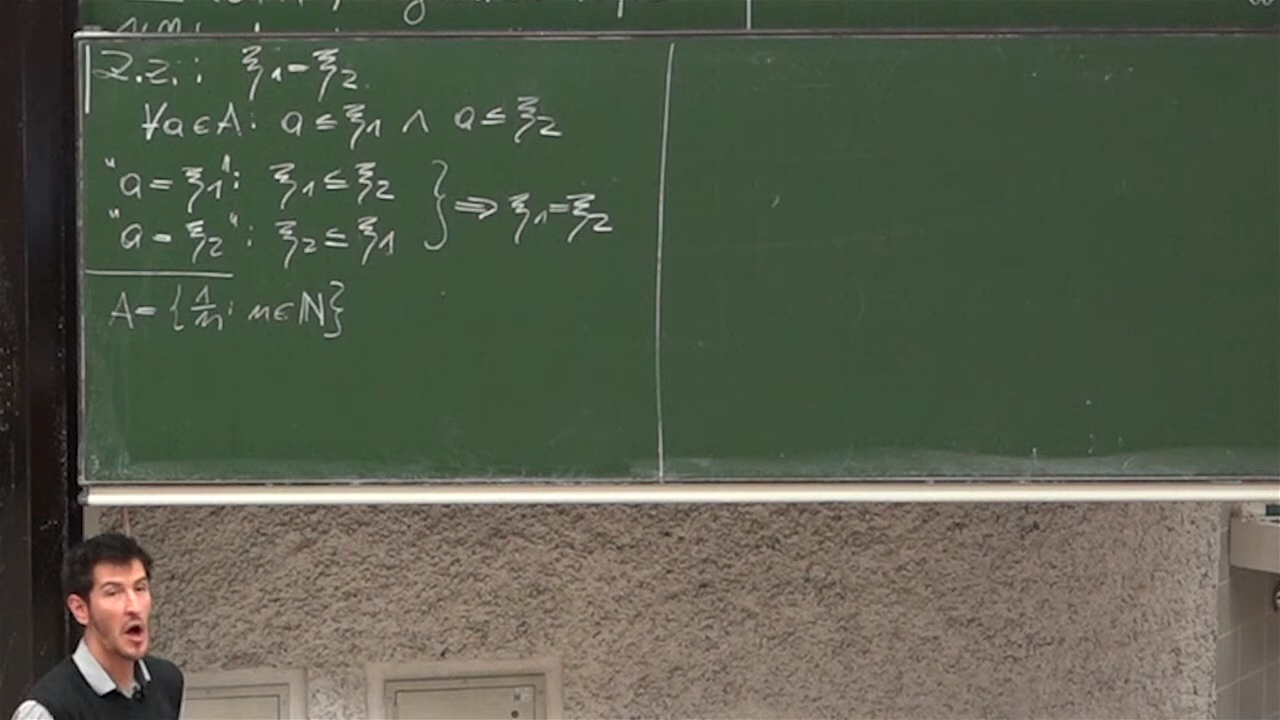 Z.z.: ξ₁=ξ₂.
∀a∈A: a≤ξ₁ ∧ a≤ξ₂
"a=ξ₁": ξ₁≤ξ₂
"a=ξ₂": ξ₂≤ξ₁ } ⇒ ξ₁=ξ₂
A={1/n: n∈ℕ}